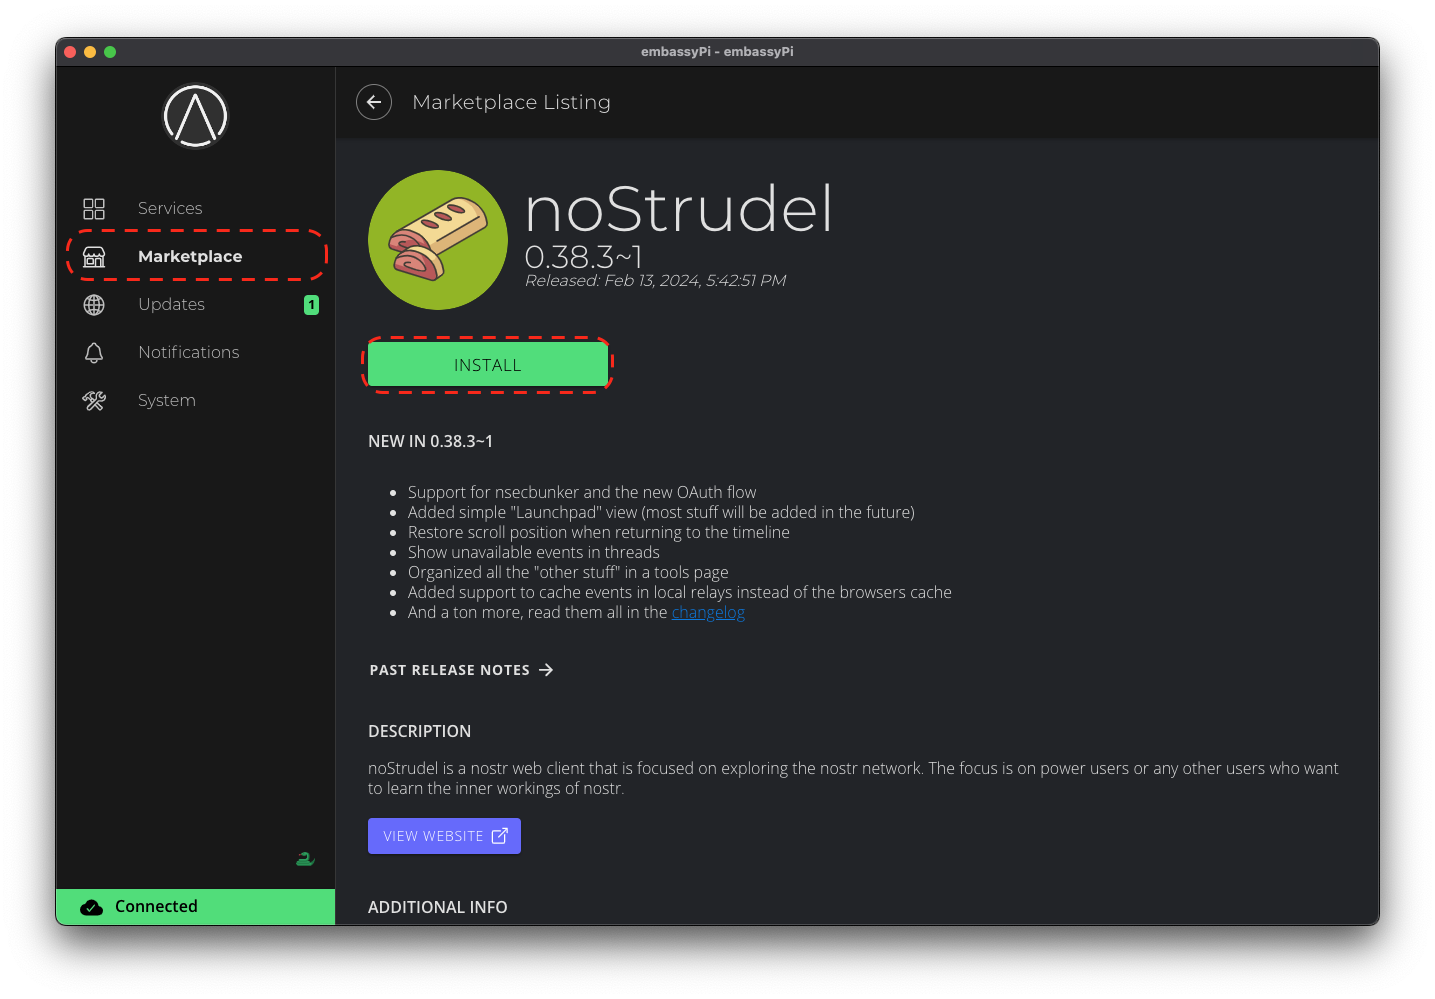 embassyPi - embassyPi
Marketplace Listing
Services
Marketplace
Updates
1
Notifications
System
Connected
noStrudel
0.38.3~1
Released: Feb 13, 2024, 5:42:51 PM
INSTALL
NEW IN 0.38.3~1
Support for nsecbunker and the new OAuth flow
Added simple "Launchpad" view (most stuff will be added in the future)
Restore scroll position when returning to the timeline
Show unavailable events in threads
Organized all the "other stuff" in a tools page
Added support to cache events in local relays instead of the browsers cache
And a ton more, read them all in the changelog
PAST RELEASE NOTES
DESCRIPTION
noStrudel is a nostr web client that is focused on exploring the nostr network. The focus is on power users or any other users who want
to learn the inner workings of nostr.
VIEW WEBSITE
ADDITIONAL INFO